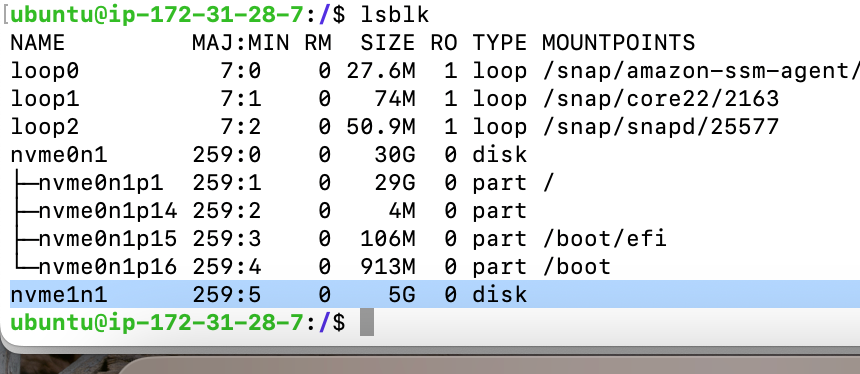 [ubuntu@ip-172-31-28-7:/$ lsblk
NAME         MAJ:MIN RM   SIZE RO TYPE MOUNTPOINTS
loop0          7:0    0  27.6M  1 loop /snap/amazon-ssm-agent/
loop1          7:1    0    74M  1 loop /snap/core22/2163
loop2          7:2    0  50.9M  1 loop /snap/snapd/25577
nvme0n1      259:0    0    30G  0 disk
├─nvme0n1p1  259:1    0    29G  0 part /
├─nvme0n1p14 259:2    0     4M  0 part
├─nvme0n1p15 259:3    0   106M  0 part /boot/efi
└─nvme0n1p16 259:4    0   913M  0 part /boot
nvme1n1      259:5    0     5G  0 disk
ubuntu@ip-172-31-28-7:/$